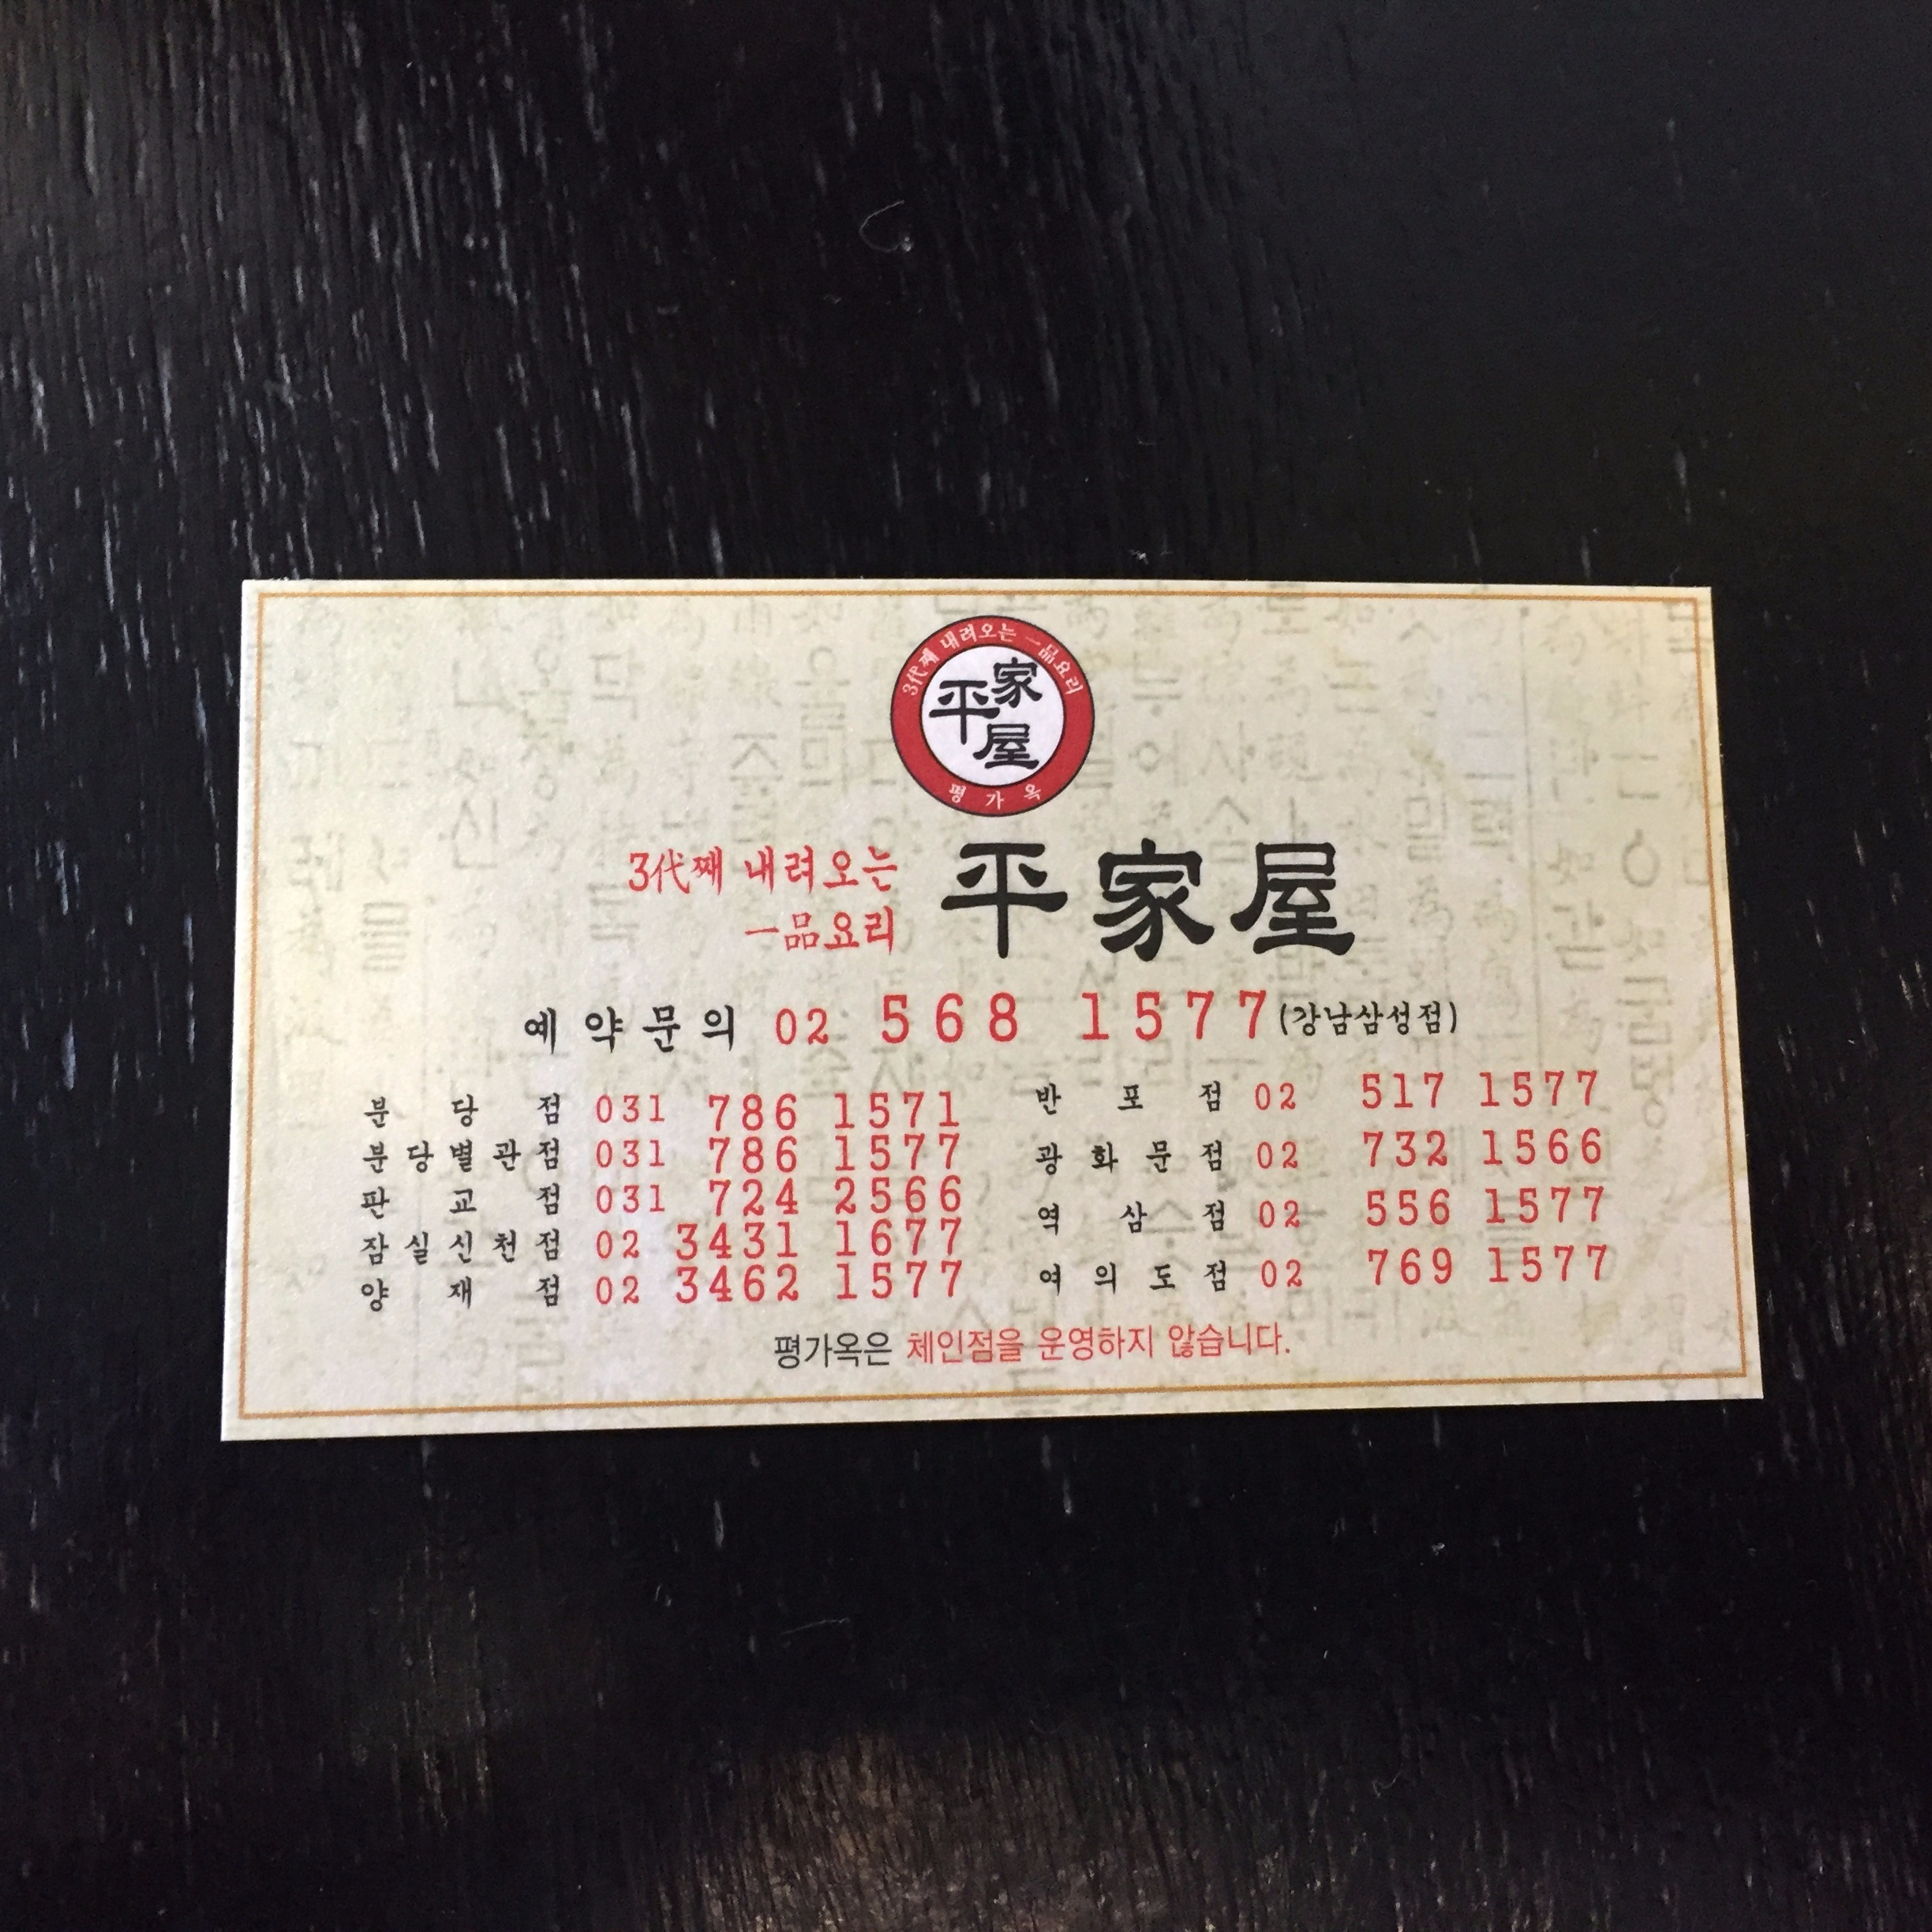 3代째 내려오는 一品요리
平家屋
평가옥
3代째 내려오는
一品요리
平家屋
예약문의 02 568 1577(강남삼성점)
분당점 031 786 1571
분당별관점 031 786 1577
판교점 031 724 2566
잠실신천점 02 3431 1677
양재점 02 3462 1577
반포점 02 517 1577
광화문점 02 732 1566
역삼점 02 556 1577
여의도점 02 769 1577
평가옥은 체인점을 운영하지 않습니다.